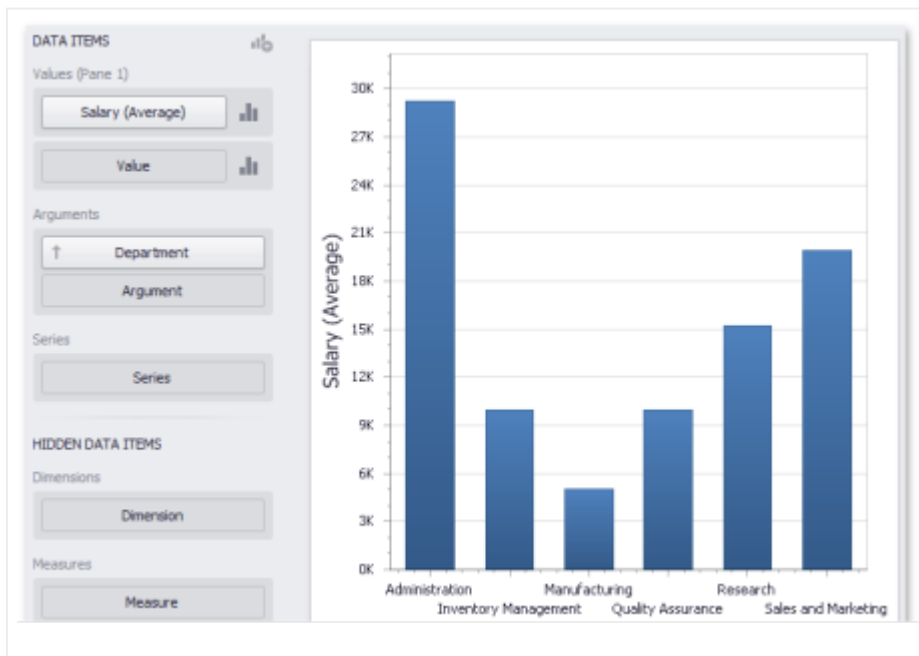 DATA ITEMS
Values (Pane 1)
Salary (Average)
Value
Arguments
Department
Argument
Series
Series
HIDDEN DATA ITEMS
Dimensions
Dimension
Measures
Measure
Salary (Average)
30K
27K
24K
21K
18K
15K
12K
9K
6K
3K
0K
Administration
Manufacturing
Research
Inventory Management
Quality Assurance
Sales and Marketing